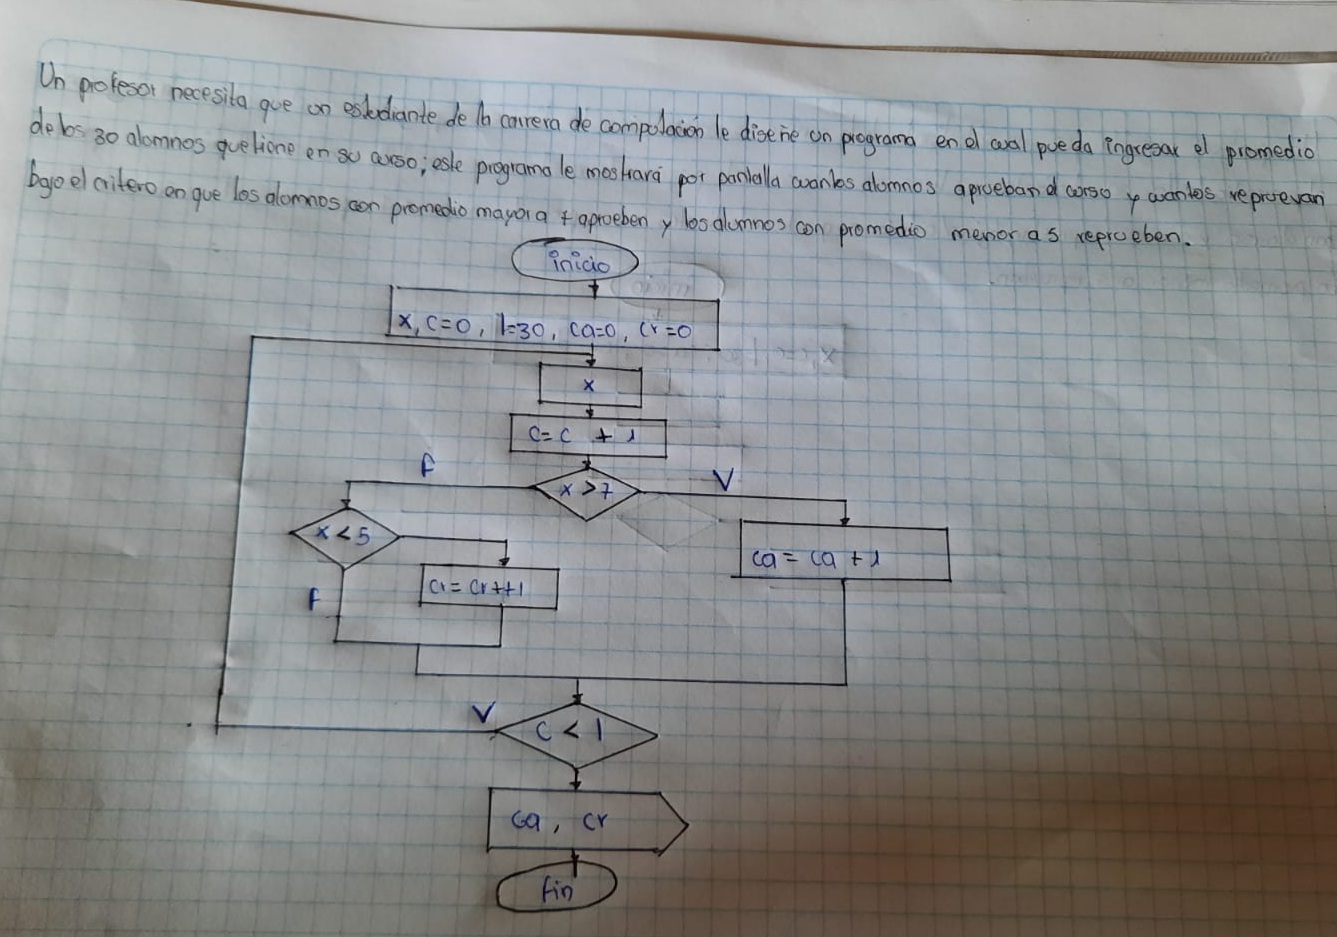 Un profesor necesita que un estudiante de la carrera de computación le diseñe un programa en el cual pueda ingresar el promedio
de los 30 alumnos que tiene en su curso; este programa le mostrará por pantalla cuantos alumnos aprueban el curso y cuantos repruevan
bajo el critero en que los alumnos con promedio mayor a 7 aprueben y los alumnos con promedio menor a 5 reprueben.
inicio
x, c=0, l=30, ca=0, cr=0
x
c=c + 1
f
x > 7
V
x < 5
cr= cr++1
ca= ca + 1
f
V
c < l
ca, cr
fin